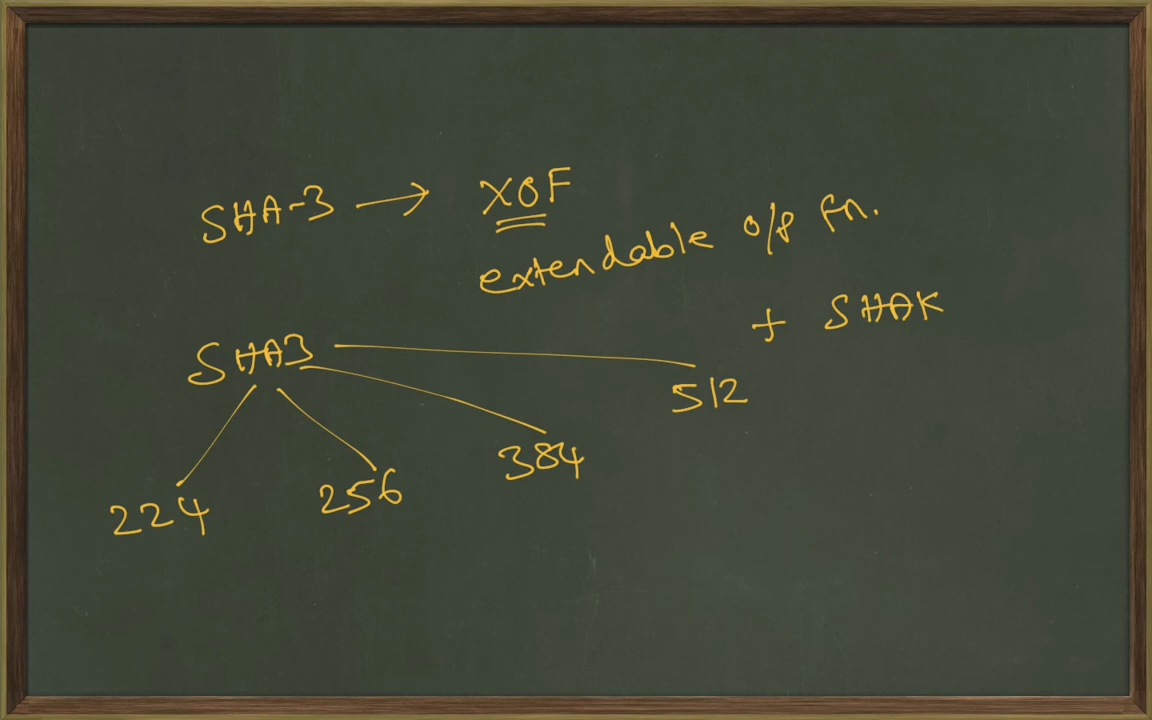 SHA-3 → XOF
extendable o/p fn.
+ SHAK
SHA3
512
384
256
224